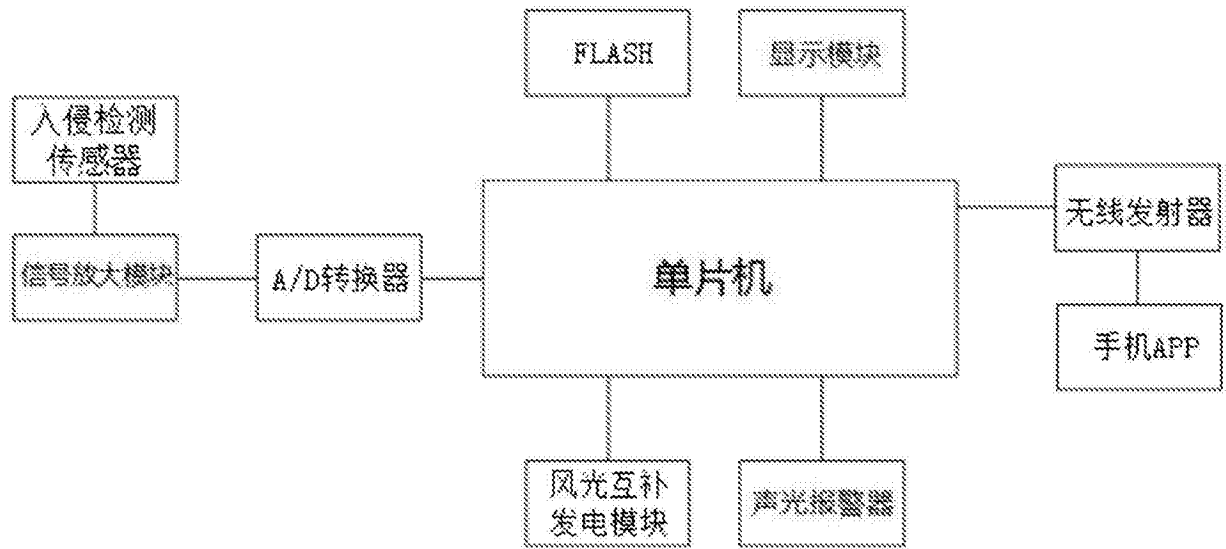 FLASH
显示模块
入侵检测
传感器
无线发射器
信号放大模块
A/D转换器
单片机
手机APP
风光互补
发电模块
声光报警器